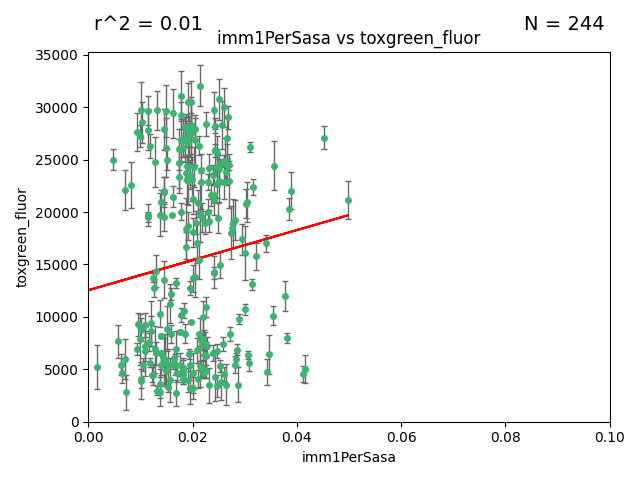 r^2 = 0.01
N = 244
imm1PerSasa vs toxgreen_fluor
35000
30000
25000
20000
15000
10000
5000
0
toxgreen_fluor
0.00
0.02
0.04
0.06
0.08
0.10
imm1PerSasa